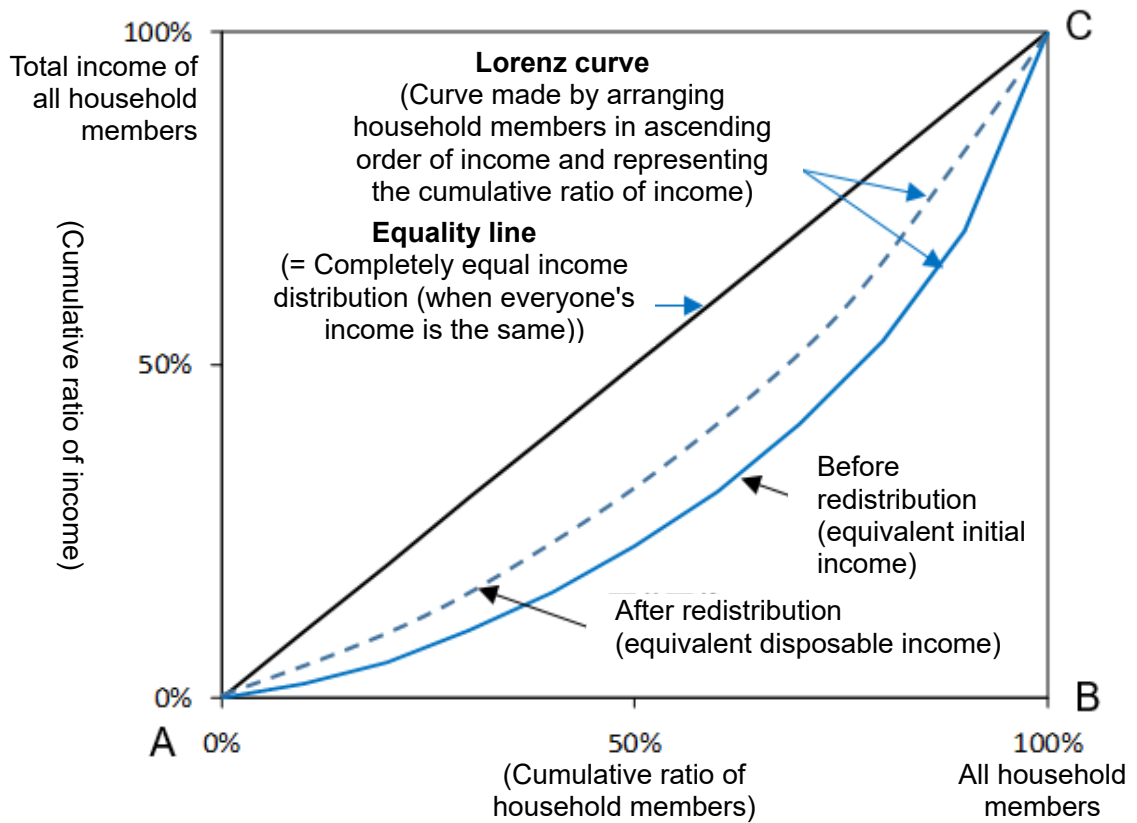 100%
C
Total income of
all household
members
Lorenz curve
(Curve made by arranging
household members in ascending
order of income and representing
the cumulative ratio of income)
Equality line
(= Completely equal income
distribution (when everyone's
income is the same))
(Cumulative ratio of income)
50%
Before
redistribution
(equivalent initial
income)
After redistribution
(equivalent disposable income)
0%
B
A
0%
50%
100%
(Cumulative ratio of
household members)
All household
members